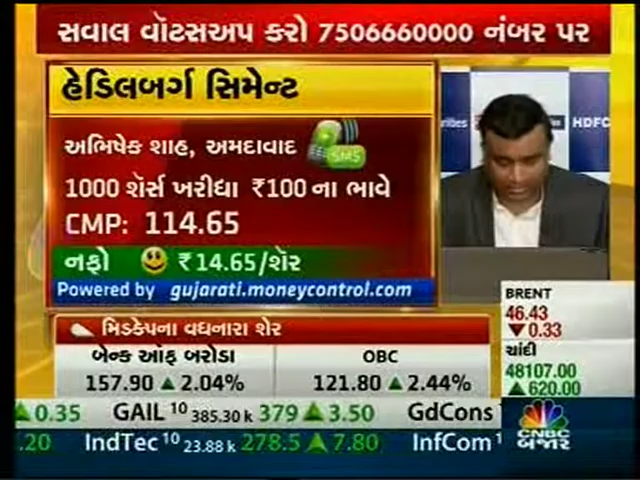 સવાલ વૉટસઅપ કરો 7506660000 નંબર પર
હેડિલબર્ગ સિમેન્ટ
અભિષેક શાહ, અમદાવાદ
SMS
1000 શૅર્સ ખરીધા ₹100 ના ભાવે
CMP: 114.65
નફો ₹14.65/શૅર
Powered by gujarati.moneycontrol.com
HDFC
BRENT
46.43
▼0.33
ચાંદી
48107.00
▲620.00
મિડકેપના વધનારા શેર
બેન્ક ઑફ બરોડા
157.90 ▲ 2.04%
OBC
121.80 ▲ 2.44%
▲0.35 GAIL 10 385.30 k 379 ▲ 3.50 GdCons
.20 IndTec 10 23.88 k 278.5 ▲ 7.80 InfCom
CNBC
બજાર